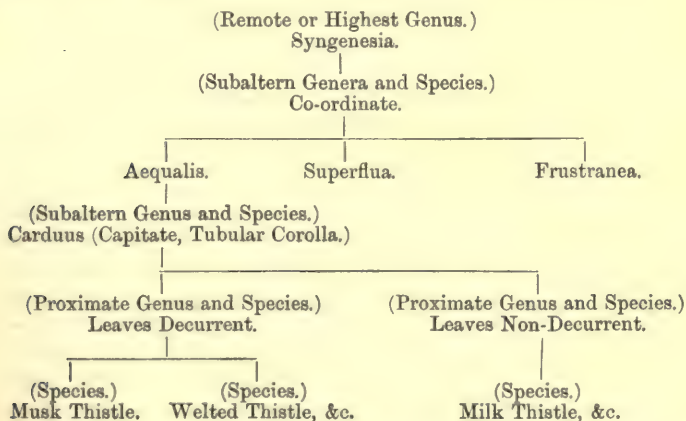 (Remote or Highest Genus.)
Syngenesia.
(Subaltern Genera and Species.)
Co-ordinate.
Aequalis. Superflua. Frustranea.
(Subaltern Genus and Species.)
Carduus (Capitate, Tubular Corolla.)
(Proximate Genus and Species.) (Proximate Genus and Species.)
Leaves Decurrent. Leaves Non-Decurrent.
(Species.) (Species.) (Species.)
Musk Thistle. Welted Thistle, &c. Milk Thistle, &c.